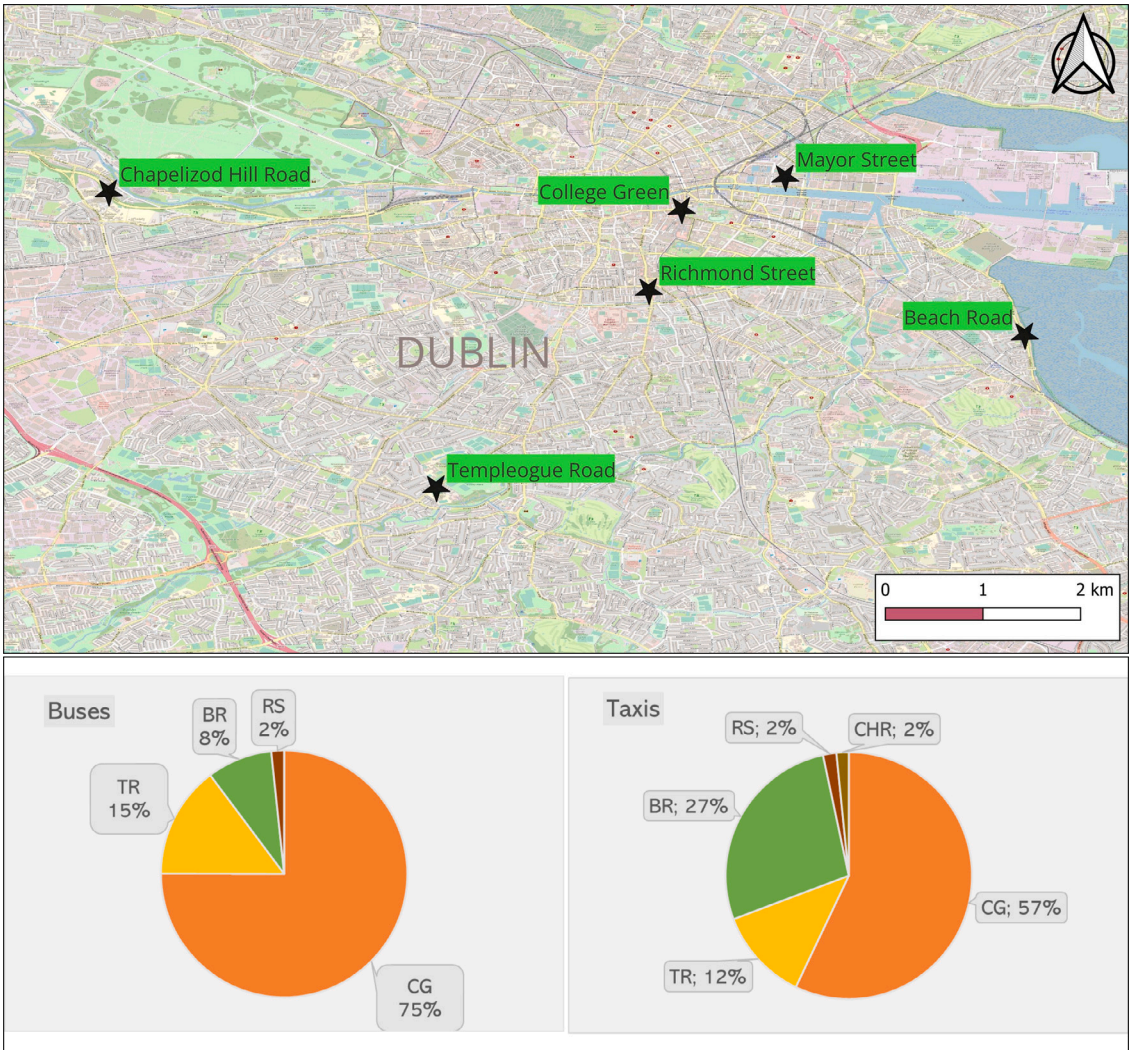 Chapelizod Hill Road
Mayor Street
College Green
Richmond Street
Beach Road
DUBLIN
Templeogue Road
0 1 2 km
Buses
BR
8%
RS
2%
TR
15%
CG
75%
Taxis
RS; 2%
CHR; 2%
BR; 27%
CG; 57%
TR; 12%